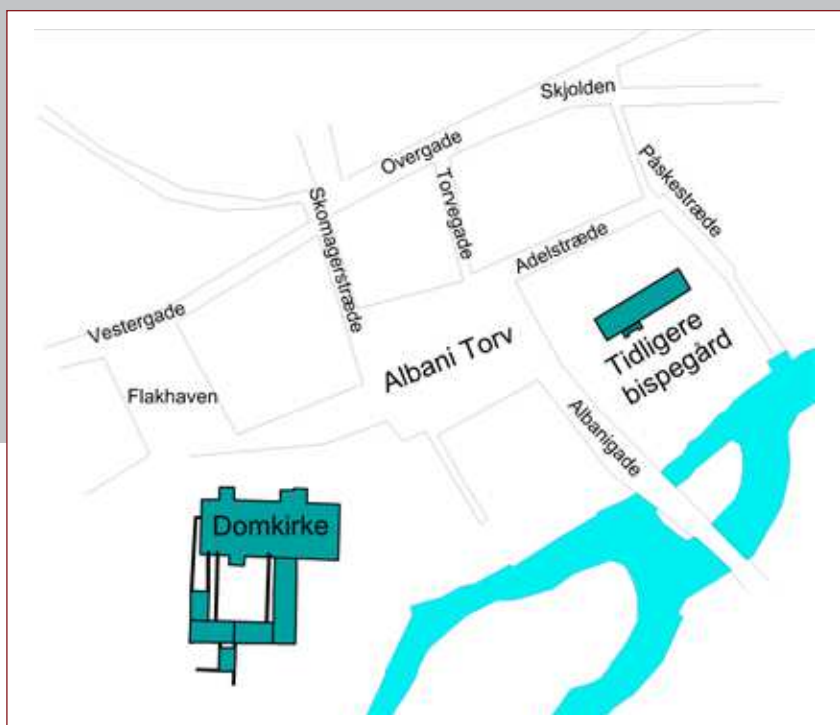 Skjolden
Overgade
Påskestræde
Torvegade
Skomagerstræde
Adelstræde
Vestergade
Albani Torv
Tidligere
bispegård
Flakhaven
Albanigade
Domkirke